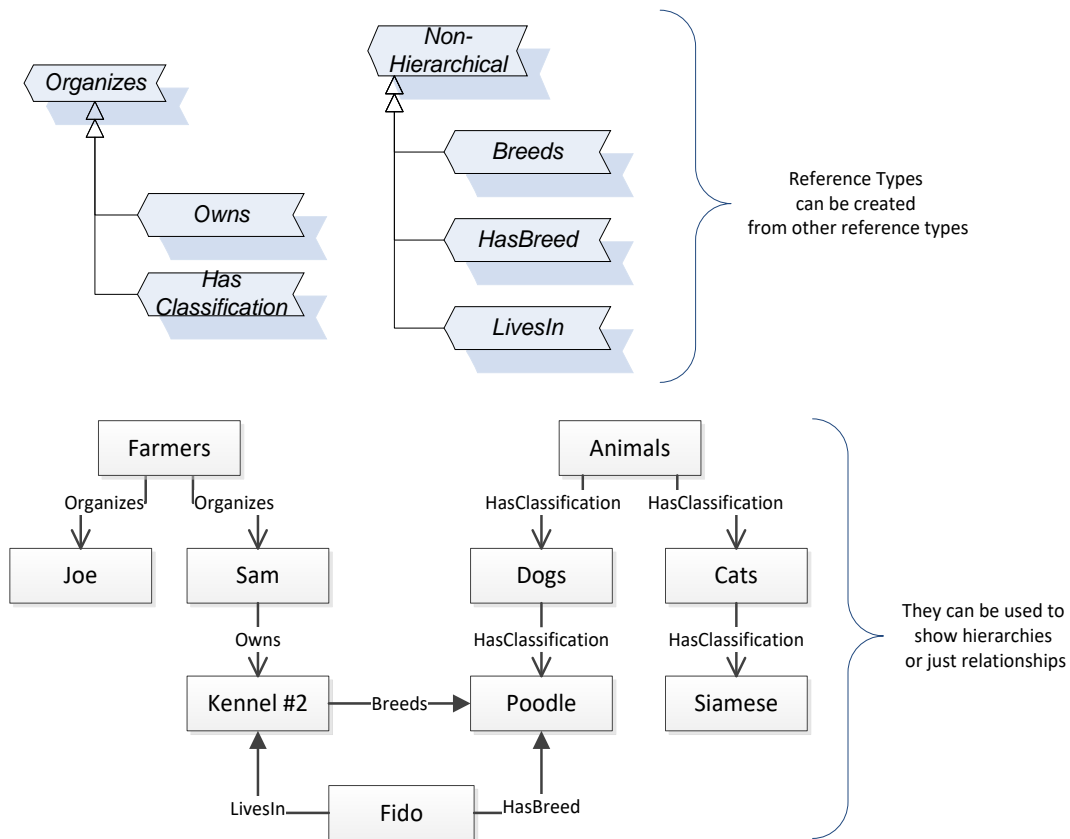 Organizes
Owns
Has
Classification
Non-
Hierarchical
Breeds
HasBreed
LivesIn
Reference Types
can be created
from other reference types
Farmers
Animals
Organizes
Organizes
HasClassification
HasClassification
Joe
Sam
Dogs
Cats
Owns
HasClassification
HasClassification
They can be used to
show hierarchies
or just relationships
Kennel #2
Breeds
Poodle
Siamese
LivesIn
Fido
HasBreed